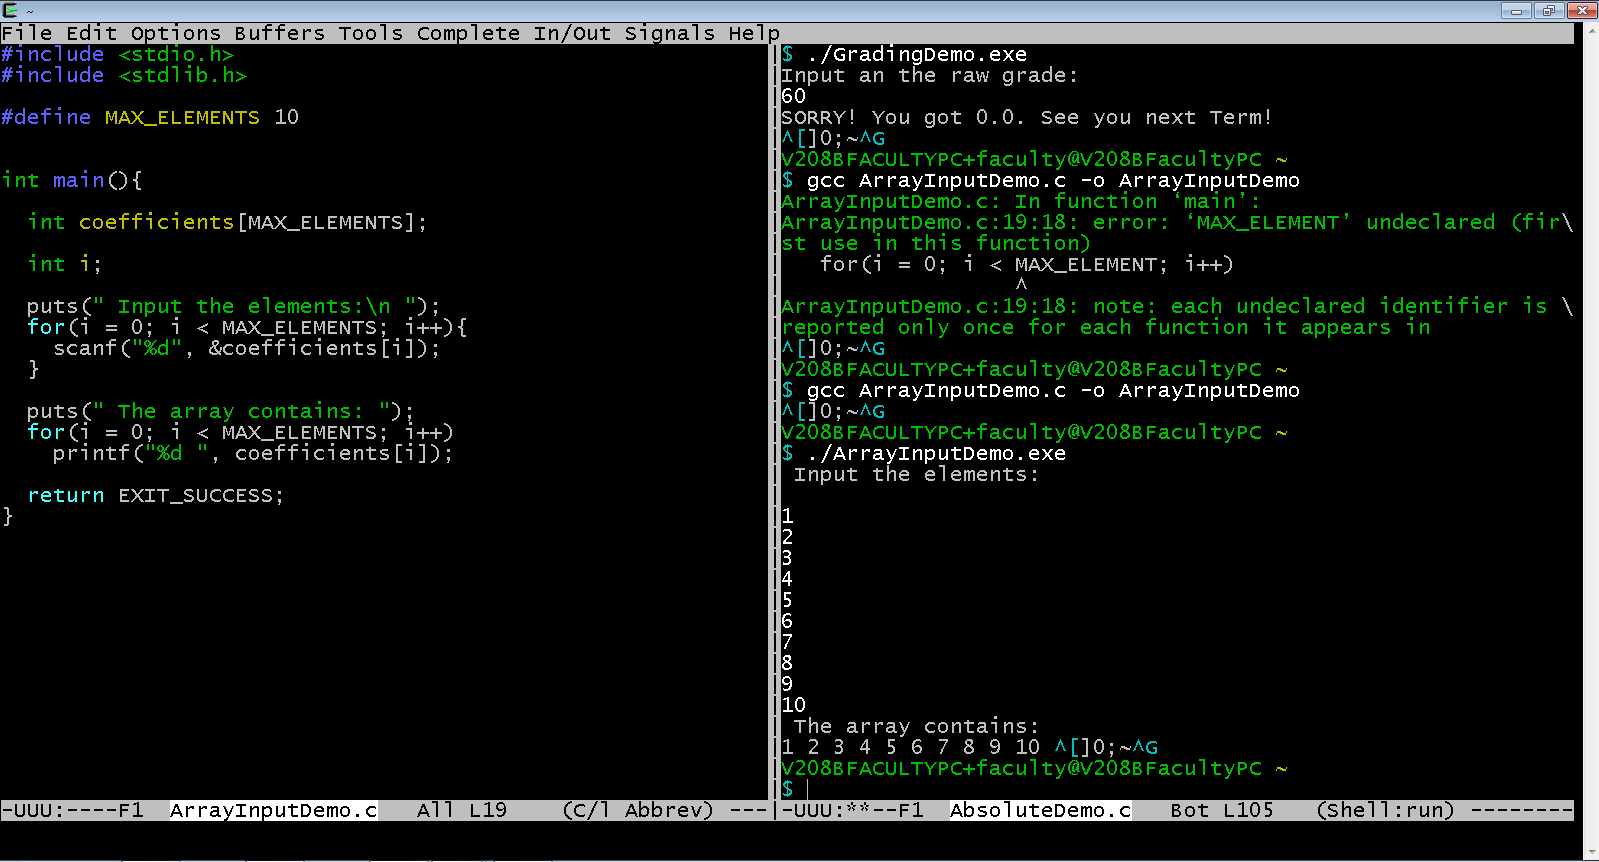 ~
File Edit Options Buffers Tools Complete In/Out Signals Help
#include <stdio.h>
#include <stdlib.h>
#define MAX_ELEMENTS 10
int main(){
  int coefficients[MAX_ELEMENTS];
  int i;
  puts(" Input the elements:\n ");
  for(i = 0; i < MAX_ELEMENTS; i++){
    scanf("%d", &coefficients[i]);
  }
  puts(" The array contains: ");
  for(i = 0; i < MAX_ELEMENTS; i++)
    printf("%d ", coefficients[i]);
  return EXIT_SUCCESS;
}
-UUU:----F1  ArrayInputDemo.c   All L19    (C/l Abbrev) ---
$ ./GradingDemo.exe
Input an the raw grade:
60
SORRY! You got 0.0. See you next Term!
^[]0;~^G
V208BFACULTYPC+faculty@V208BFacultyPC ~
$ gcc ArrayInputDemo.c -o ArrayInputDemo
ArrayInputDemo.c: In function ‘main’:
ArrayInputDemo.c:19:18: error: ‘MAX_ELEMENT’ undeclared (fir\
st use in this function)
   for(i = 0; i < MAX_ELEMENT; i++)
                  ^
ArrayInputDemo.c:19:18: note: each undeclared identifier is \
reported only once for each function it appears in
^[]0;~^G
V208BFACULTYPC+faculty@V208BFacultyPC ~
$ gcc ArrayInputDemo.c -o ArrayInputDemo
^[]0;~^G
V208BFACULTYPC+faculty@V208BFacultyPC ~
$ ./ArrayInputDemo.exe
 Input the elements:
1
2
3
4
5
6
7
8
9
10
 The array contains:
1 2 3 4 5 6 7 8 9 10 ^[]0;~^G
V208BFACULTYPC+faculty@V208BFacultyPC ~
$
-UUU:**--F1  AbsoluteDemo.c   Bot L105   (Shell:run) --------